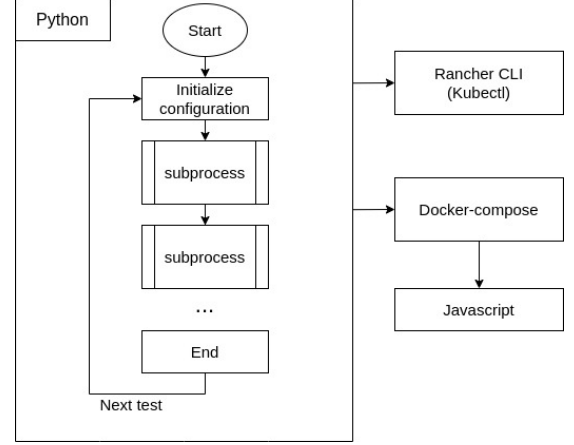 Python
Start
Initialize
configuration
subprocess
subprocess
...
End
Next test
Rancher CLI
(Kubectl)
Docker-compose
Javascript